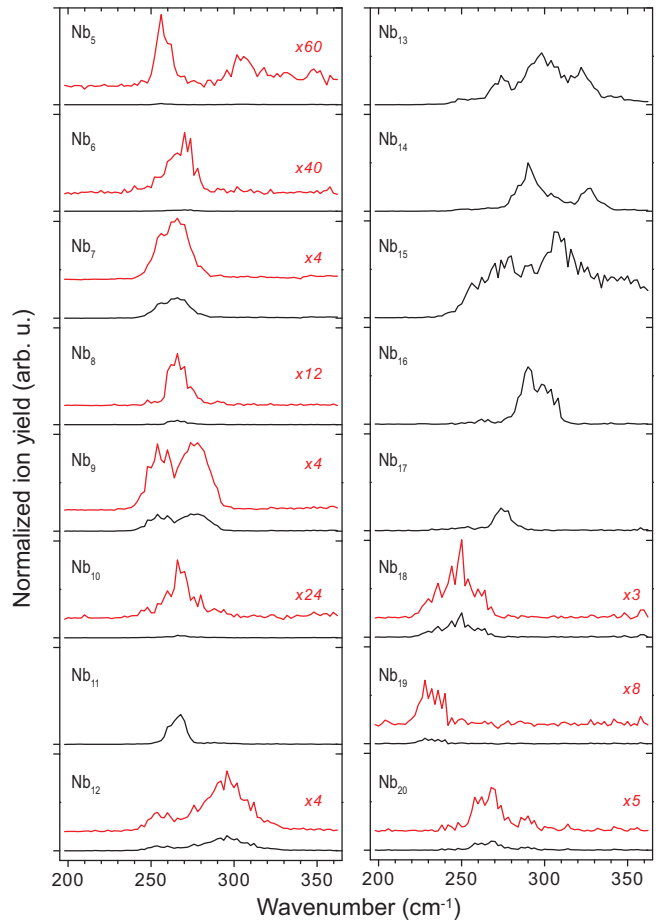 Normalized ion yield (arb. u.)
Nb5
x60
Nb6
x40
Nb7
x4
Nb8
x12
Nb9
x4
Nb10
x24
Nb11
Nb12
x4
200 250 300 350
Nb13
Nb14
Nb15
Nb16
Nb17
Nb18
x3
Nb19
x8
Nb20
x5
200 250 300 350
Wavenumber (cm-1)